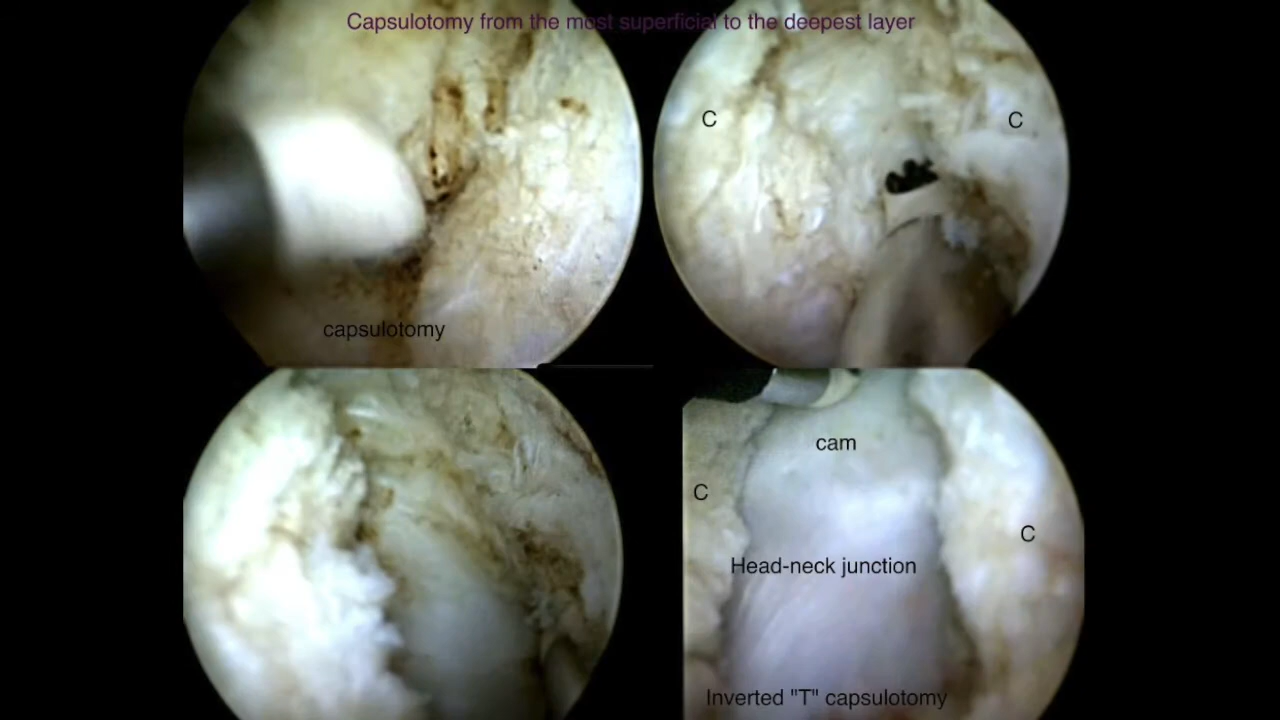 Capsulotomy from the most superficial to the deepest layer
C
C
capsulotomy
cam
C
C
Head-neck junction
Inverted "T" capsulotomy